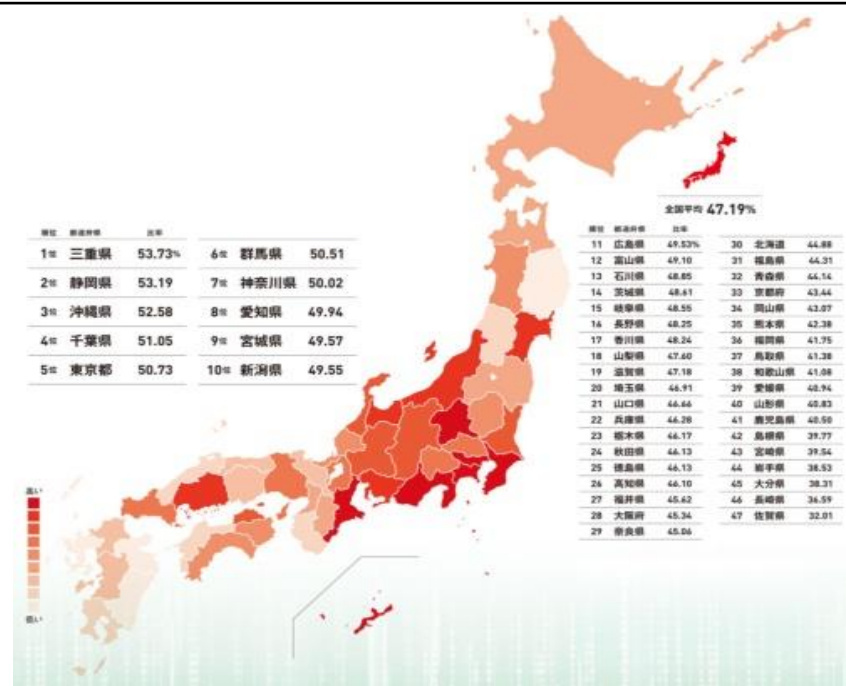 全国平均 47.19%
順位 都道府県 比率
1位 三重県 53.73%
2位 静岡県 53.19
3位 沖縄県 52.58
4位 千葉県 51.05
5位 東京都 50.73
6位 群馬県 50.51
7位 神奈川県 50.02
8位 愛知県 49.94
9位 宮城県 49.57
10位 新潟県 49.55
順位 都道府県 比率
11 広島県 49.53%
12 富山県 49.10
13 石川県 48.85
14 茨城県 48.61
15 岐阜県 48.55
16 長野県 48.25
17 香川県 48.24
18 山梨県 47.60
19 滋賀県 47.18
20 埼玉県 46.91
21 山口県 46.66
22 兵庫県 46.28
23 栃木県 46.17
24 秋田県 46.13
25 徳島県 46.13
26 高知県 46.10
27 福井県 45.62
28 大阪府 45.34
29 奈良県 45.06
30 北海道 44.88
31 福島県 44.31
32 青森県 44.14
33 京都府 43.44
34 岡山県 43.07
35 熊本県 42.38
36 福岡県 41.75
37 鳥取県 41.38
38 和歌山県 41.08
39 愛媛県 40.94
40 山形県 40.83
41 鹿児島県 40.50
42 島根県 39.77
43 宮崎県 39.54
44 岩手県 38.53
45 大分県 38.31
46 長崎県 36.59
47 佐賀県 32.01
高い
低い